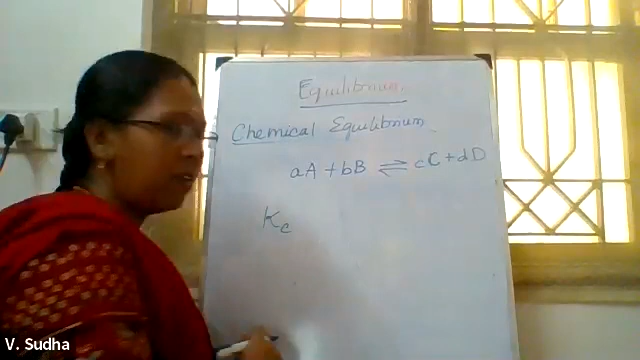 Equilibrium.
Chemical Equilibrium
aA + bB ⇌ cC + dD
Kc
V. Sudha